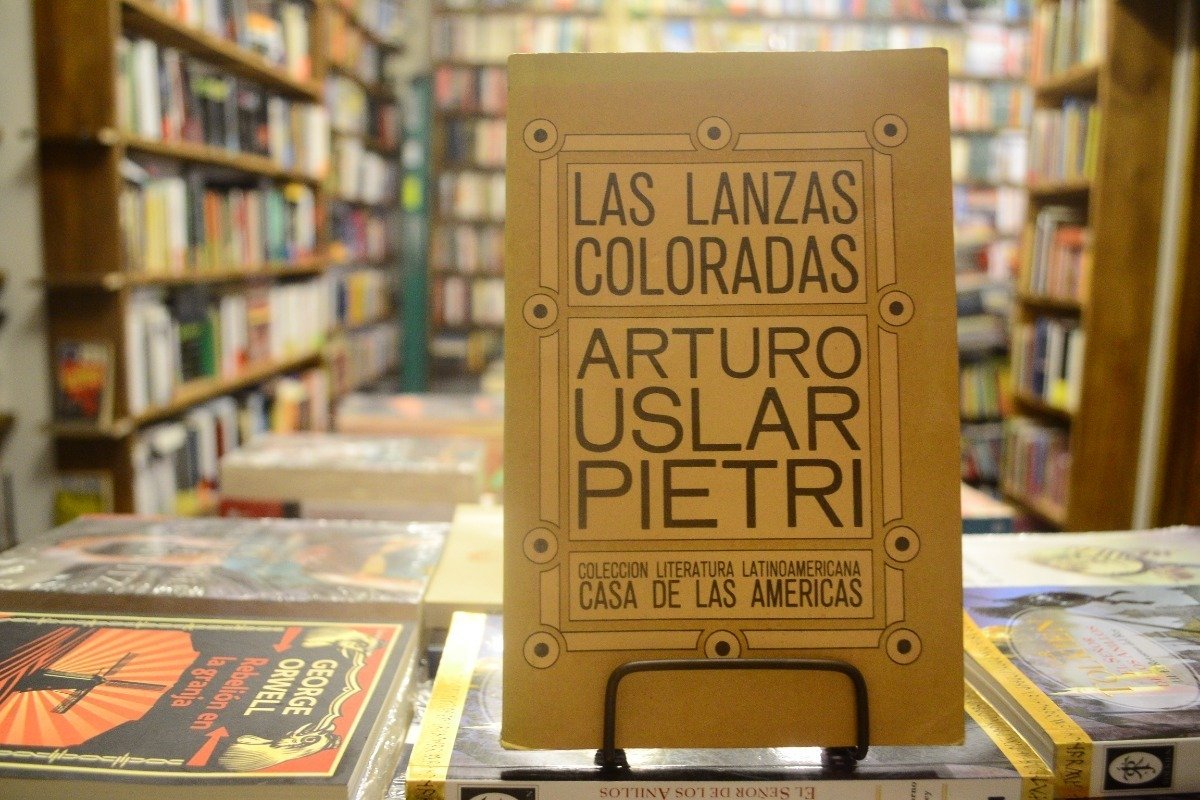 LAS LANZAS
COLORADAS
ARTURO
USLAR
PIETRI
COLECCION LITERATURA LATINOAMERICANA
CASA DE LAS AMERICAS
GEORGE
ORWELL
Rebelión en
la granja
EL SEÑOR DE LOS ANILLOS